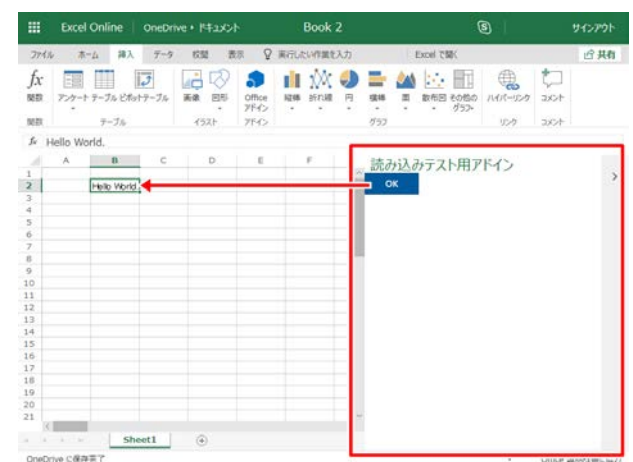 Excel Online OneDrive ▸ ドキュメント Book 2 サインアウト
ファイル ホーム 挿入 データ 校閲 表示 実行したい作業を入力 Excel で開く 共有
fx
関数 アンケート テーブル ピボットテーブル 画像 図形 Office アドイン 縦棒 折れ線 円 横棒 面 散布図 その他のグラフ ハイパーリンク コメント
関数 テーブル イラスト アドイン グラフ リンク コメント
fx Hello World.
A B C D E F
読み込みテスト用アドイン
OK
1
2 Hello World.
3
4
5
6
7
8
9
10
11
12
13
14
15
16
17
18
19
20
21
Sheet1
OneDrive に保存完了